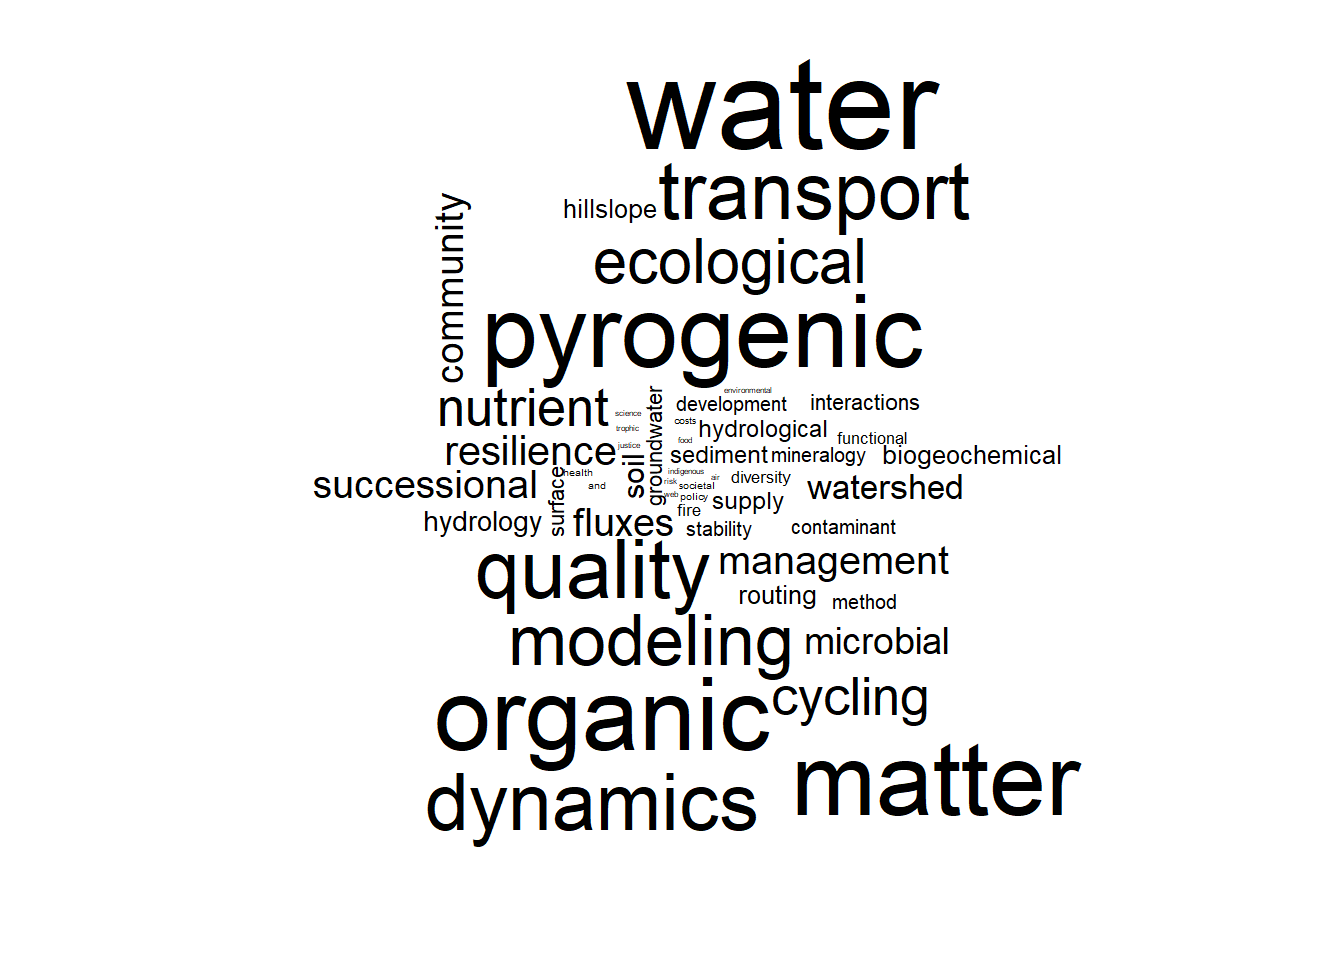 water
transport
hillslope
community
ecological
pyrogenic
environmental
nutrient
science
groundwater
development
interactions
costs
trophic
hydrological
functional
food
resilience
justice
soil
sediment
mineralogy
biogeochemical
successional
surface
health
and
indigenous
risk
air
societal
diversity
watershed
web
policy
supply
fire
hydrology
fluxes
stability
contaminant
quality
management
routing
method
modeling
microbial
organic
cycling
dynamics
matter